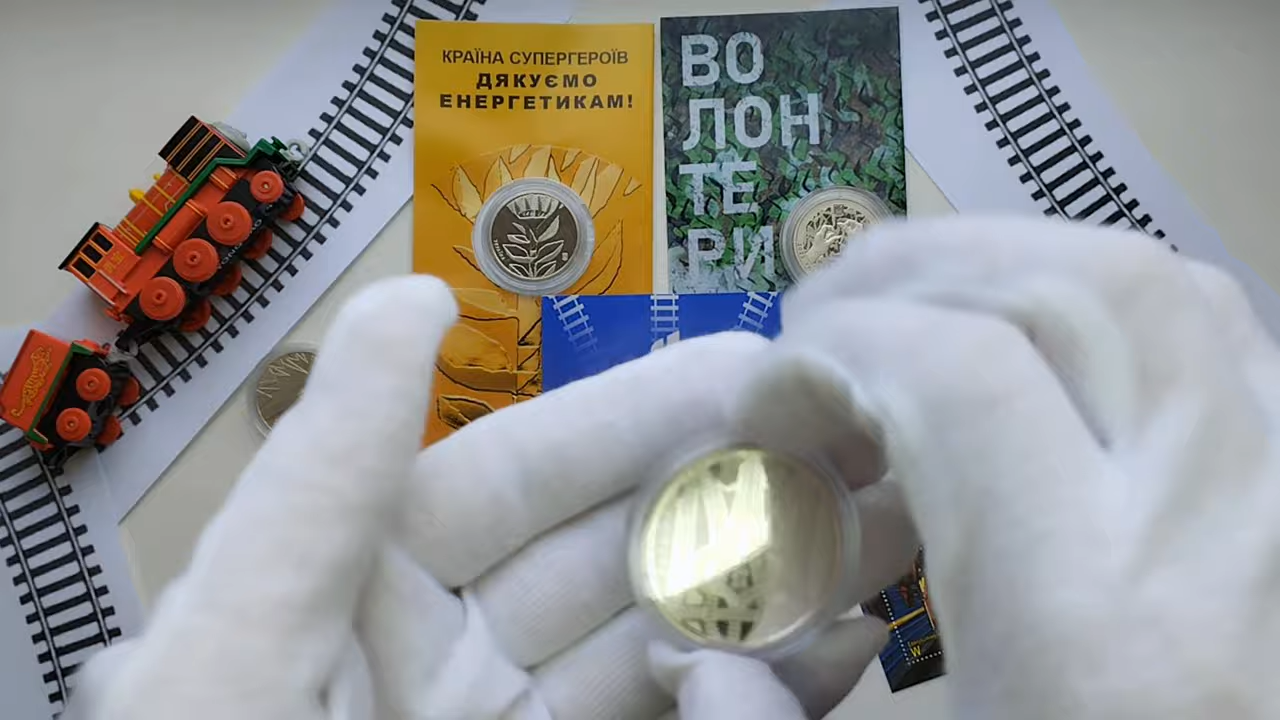 КРАЇНА СУПЕРГЕРОЇВ
ДЯКУЄМО
ЕНЕРГЕТИКАМ!
ВО
ЛОН
ТЕ
РИ